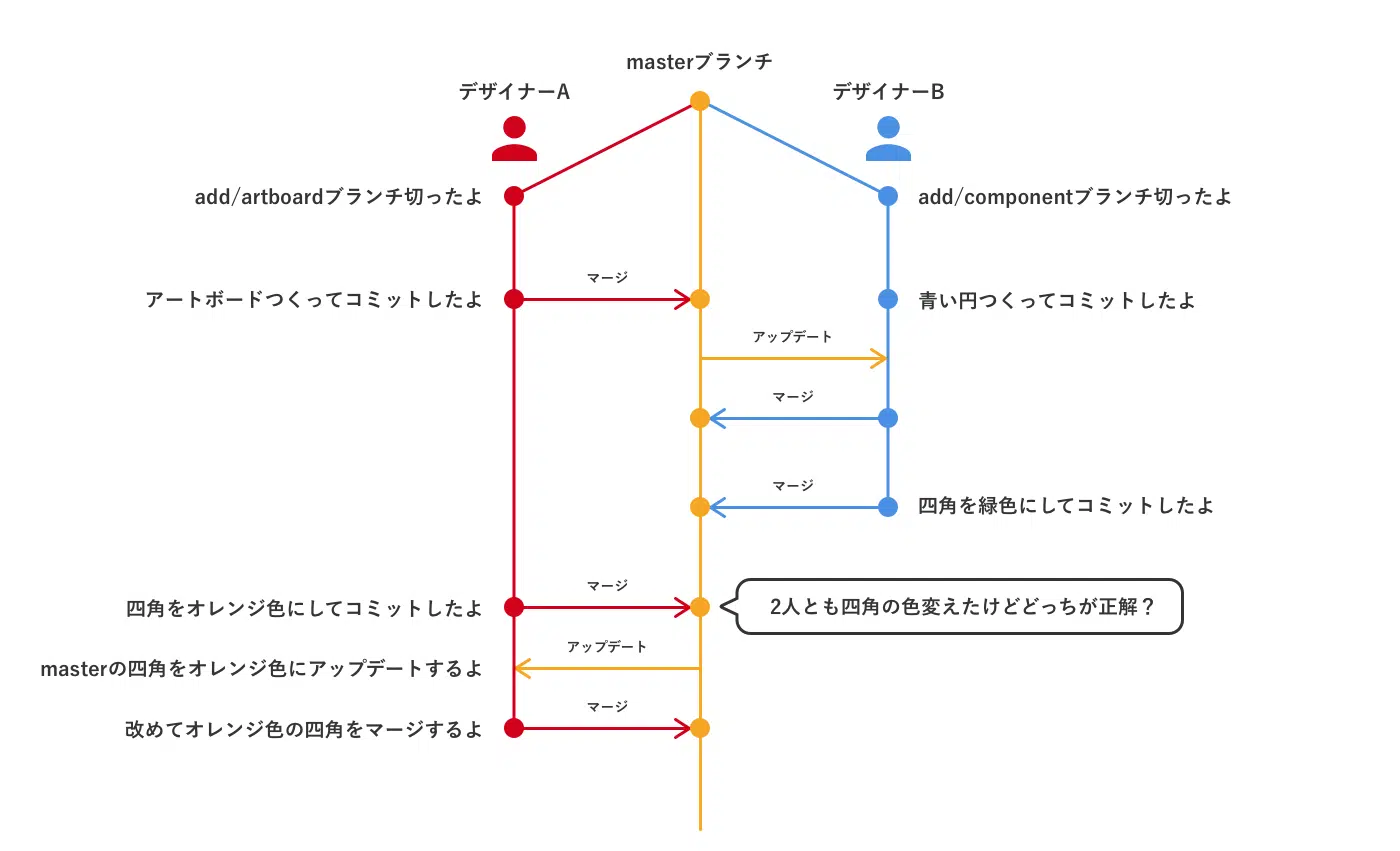 masterブランチ
デザイナーA
デザイナーB
add/artboardブランチ切ったよ
add/componentブランチ切ったよ
マージ
アートボードつくってコミットしたよ
青い円つくってコミットしたよ
アップデート
マージ
マージ
四角を緑色にしてコミットしたよ
マージ
四角をオレンジ色にしてコミットしたよ
2人とも四角の色変えたけどどっちが正解？
アップデート
masterの四角をオレンジ色にアップデートするよ
マージ
改めてオレンジ色の四角をマージするよ